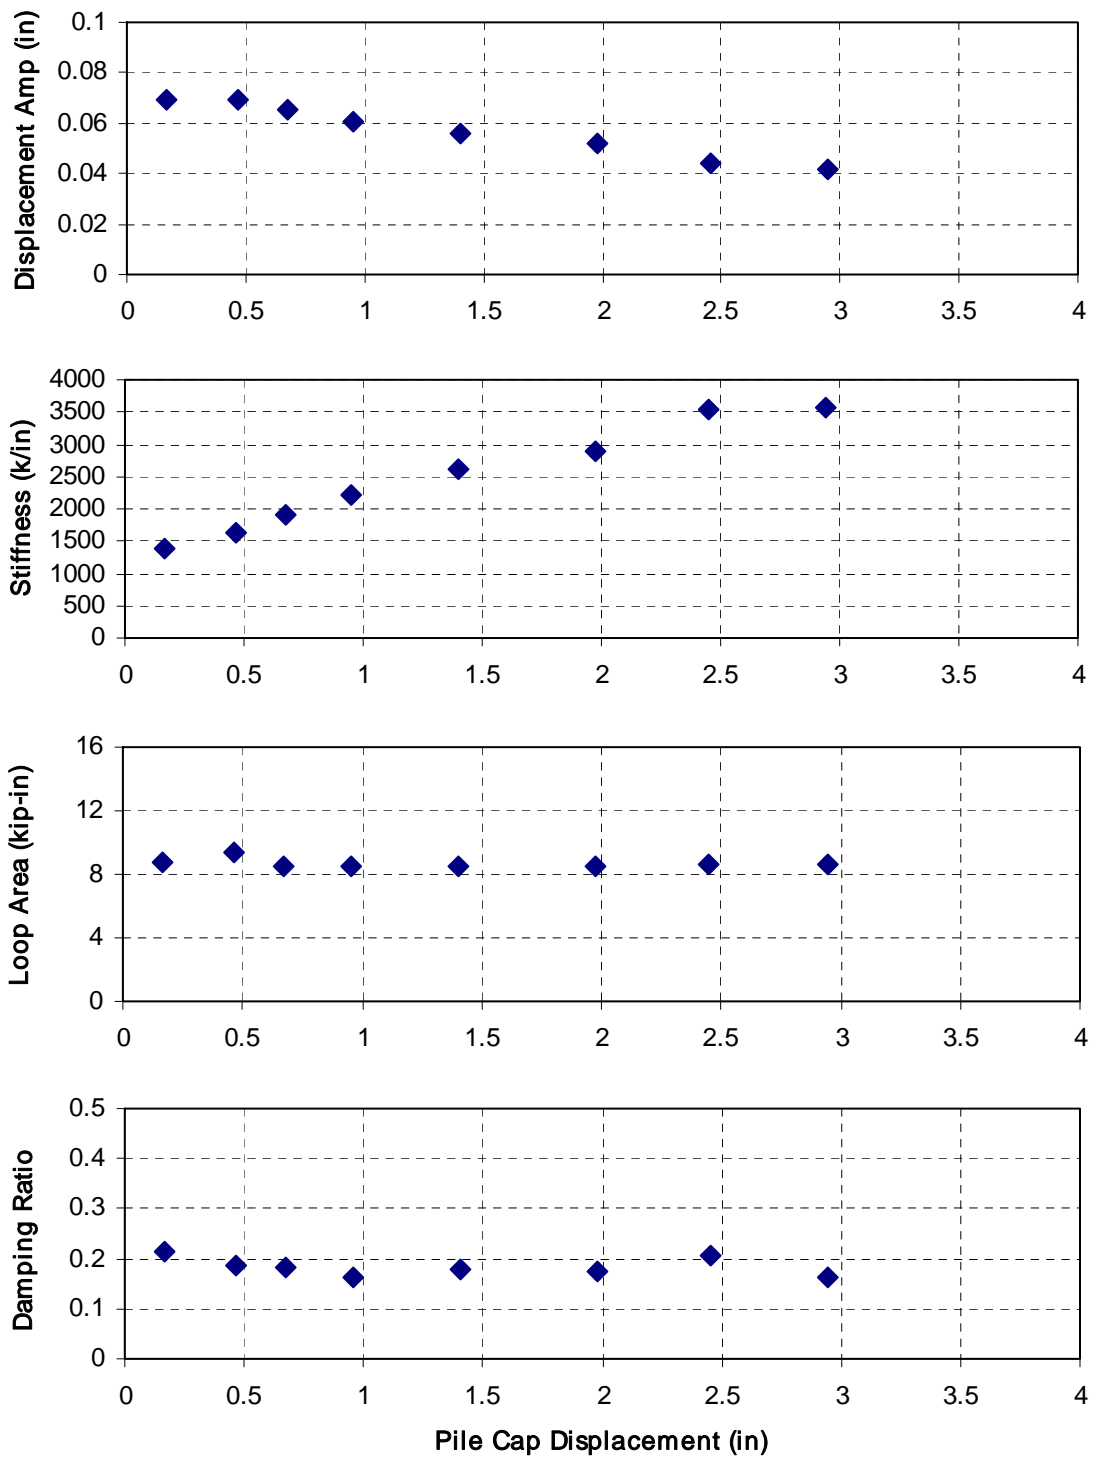 Displacement Amp (in)
0.1
0.08
0.06
0.04
0.02
0
0 0.5 1 1.5 2 2.5 3 3.5 4
Stiffness (k/in)
4000
3500
3000
2500
2000
1500
1000
500
0
0 0.5 1 1.5 2 2.5 3 3.5 4
Loop Area (kip-in)
16
12
8
4
0
0 0.5 1 1.5 2 2.5 3 3.5 4
Damping Ratio
0.5
0.4
0.3
0.2
0.1
0
0 0.5 1 1.5 2 2.5 3 3.5 4
Pile Cap Displacement (in)